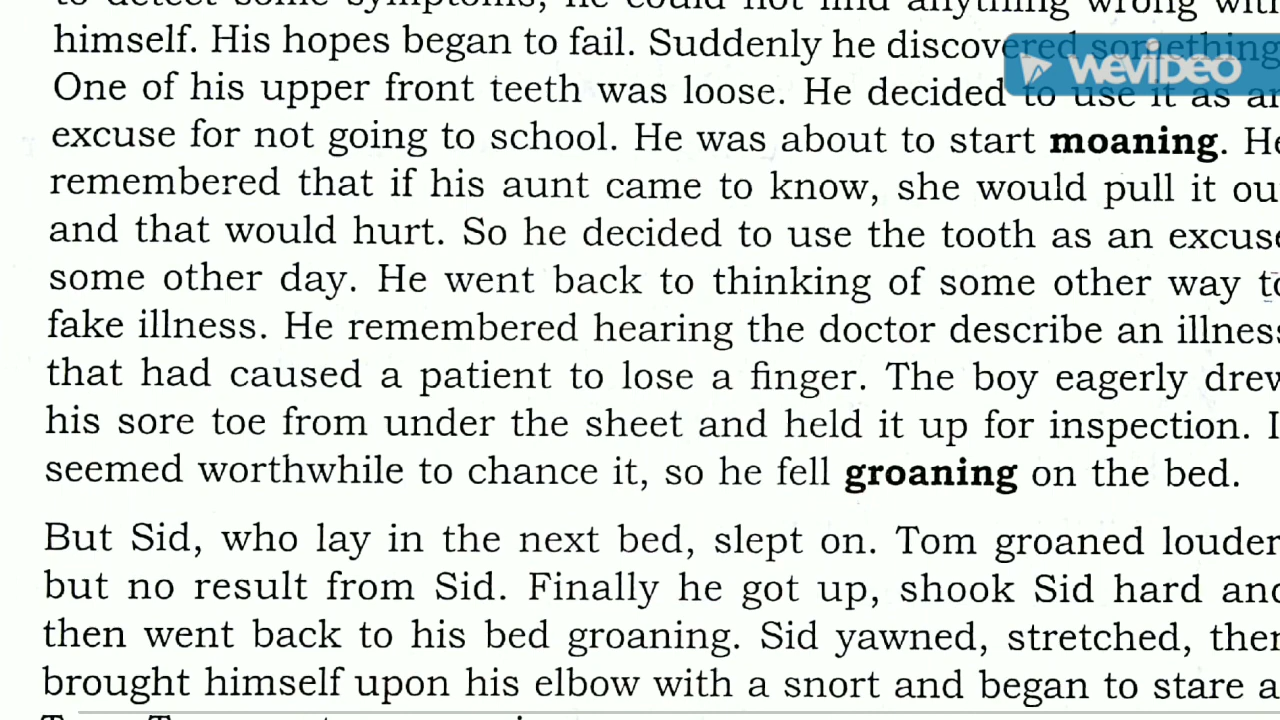 to detect some symptoms, he could not find anything wrong with
himself. His hopes began to fail. Suddenly he discovered something
WEVIDEO
One of his upper front teeth was loose. He decided to use it as an
excuse for not going to school. He was about to start moaning. He
remembered that if his aunt came to know, she would pull it ou
and that would hurt. So he decided to use the tooth as an excuse
some other day. He went back to thinking of some other way to
fake illness. He remembered hearing the doctor describe an illness
that had caused a patient to lose a finger. The boy eagerly drew
his sore toe from under the sheet and held it up for inspection. I
seemed worthwhile to chance it, so he fell groaning on the bed.
But Sid, who lay in the next bed, slept on. Tom groaned louder
but no result from Sid. Finally he got up, shook Sid hard and
then went back to his bed groaning. Sid yawned, stretched, then
brought himself upon his elbow with a snort and began to stare a